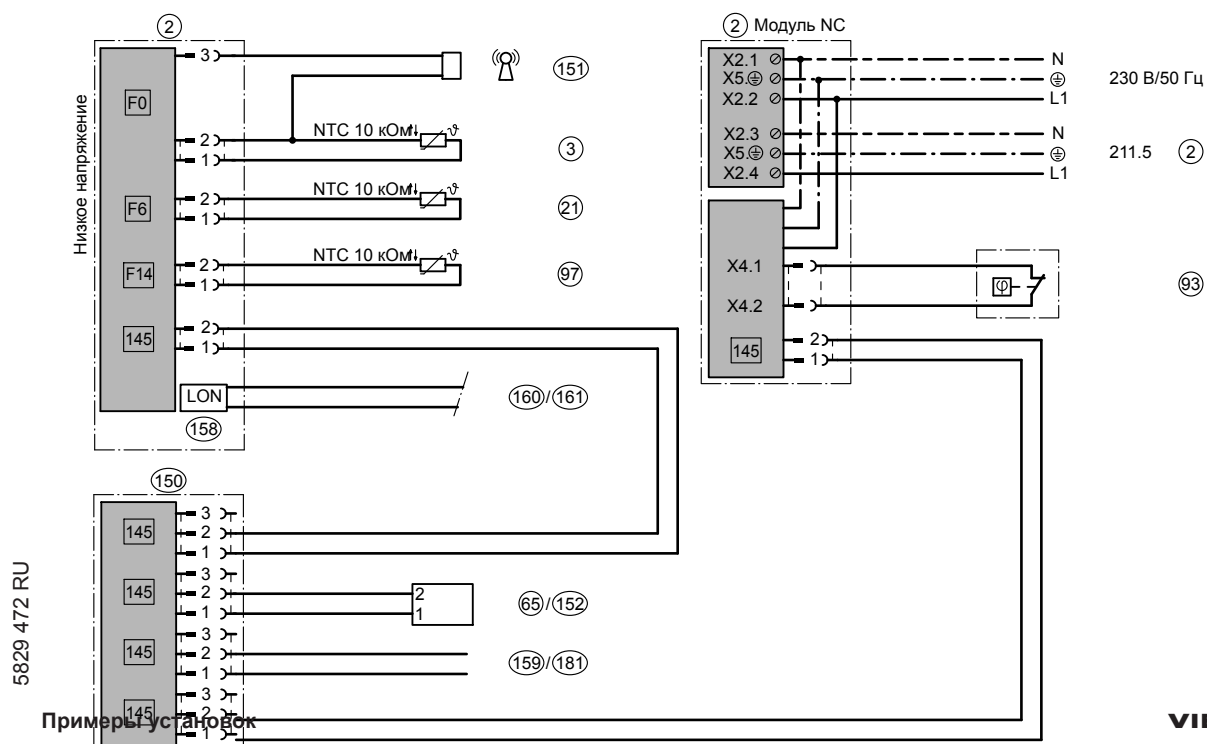 2
Низкое напряжение
F0
3
151
2
NTC 10 кОм
ϑ
3
1
F6
2
NTC 10 кОм
ϑ
21
1
F14
2
NTC 10 кОм
ϑ
97
1
145
2
1
LON
160/161
158
2 Модуль NC
X2.1
N
X5.
230 В/50 Гц
X2.2
L1
X2.3
N
X5.
211.5 2
X2.4
L1
X4.1
φ
93
X4.2
145
2
1
150
145
3
2
1
145
3
2
2
65/152
1
1
145
3
2
159/181
1
145
3
2
1
5829 472 RU
Примеры установок